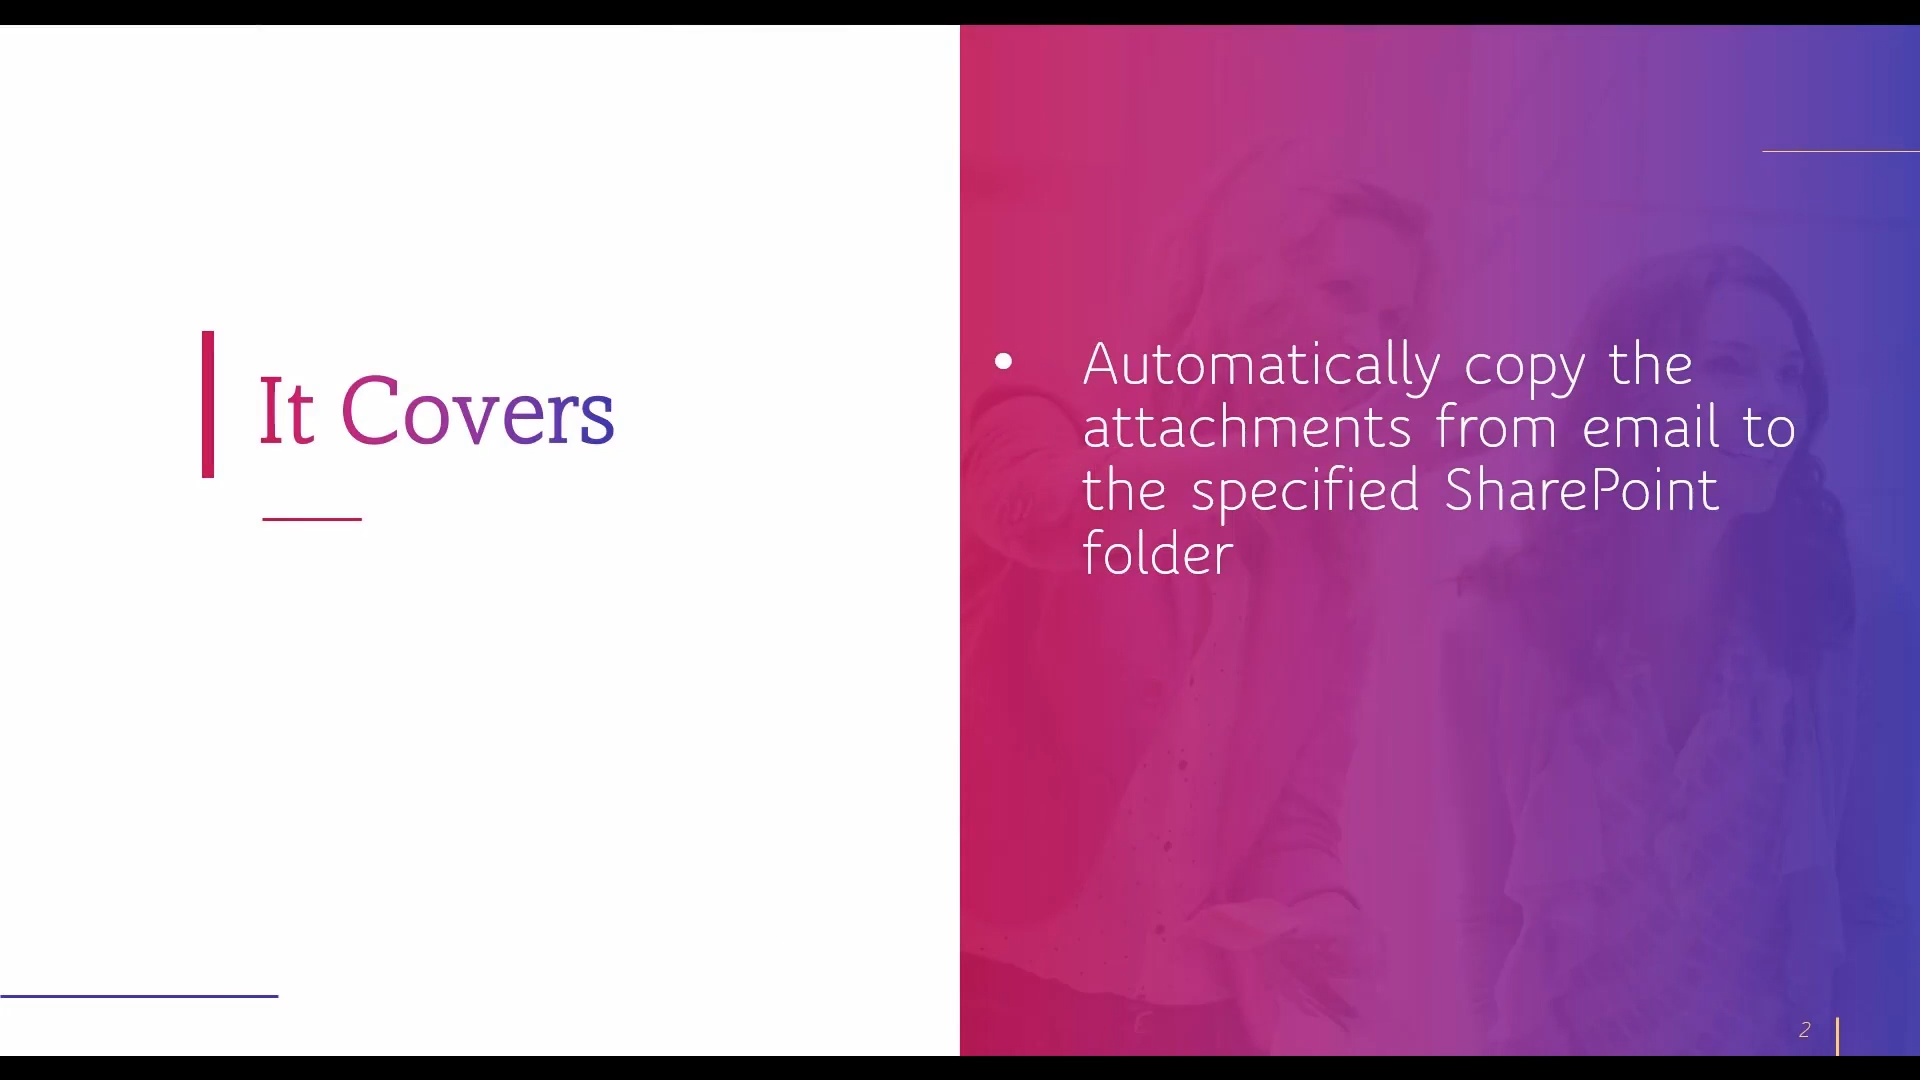 It Covers
• Automatically copy the
attachments from email to
the specified SharePoint
folder
2